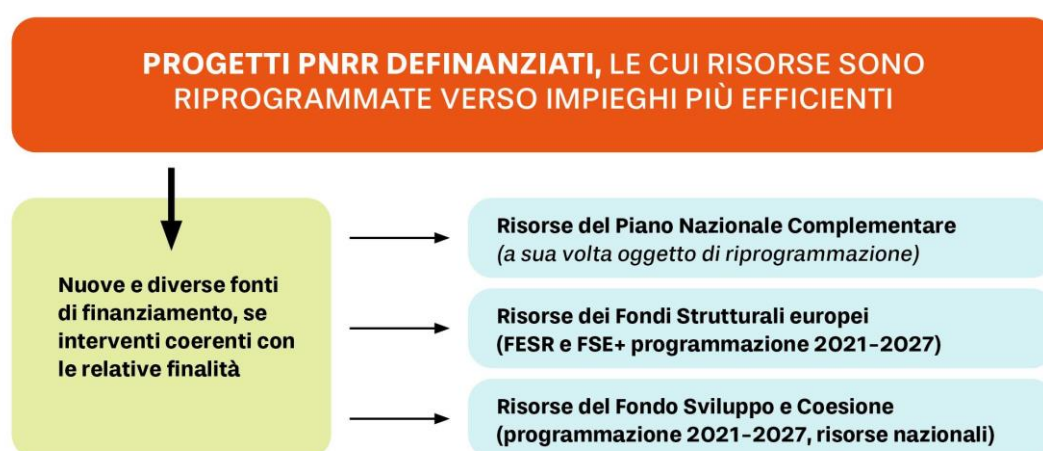 PROGETTI PNRR DEFINANZIATI, LE CUI RISORSE SONO
RIPROGRAMMATE VERSO IMPIEGHI PIÙ EFFICIENTI
Nuove e diverse fonti
di finanziamento, se
interventi coerenti con
le relative finalità
Risorse del Piano Nazionale Complementare
(a sua volta oggetto di riprogrammazione)
Risorse dei Fondi Strutturali europei
(FESR e FSE+ programmazione 2021-2027)
Risorse del Fondo Sviluppo e Coesione
(programmazione 2021-2027, risorse nazionali)